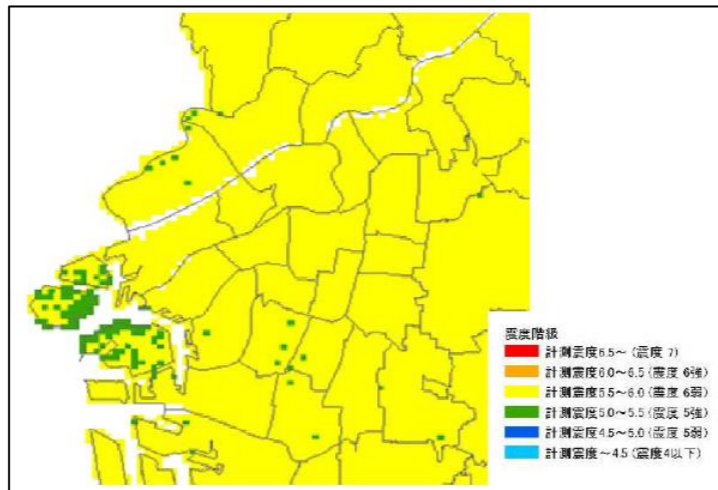 震度階級
計測震度6.5~(震度 7)
計測震度6.0~6.5(震度 6強)
計測震度5.5~6.0(震度 6弱)
計測震度5.0~5.5(震度 5強)
計測震度4.5~5.0(震度 5弱)
計測震度~4.5(震度4以下)